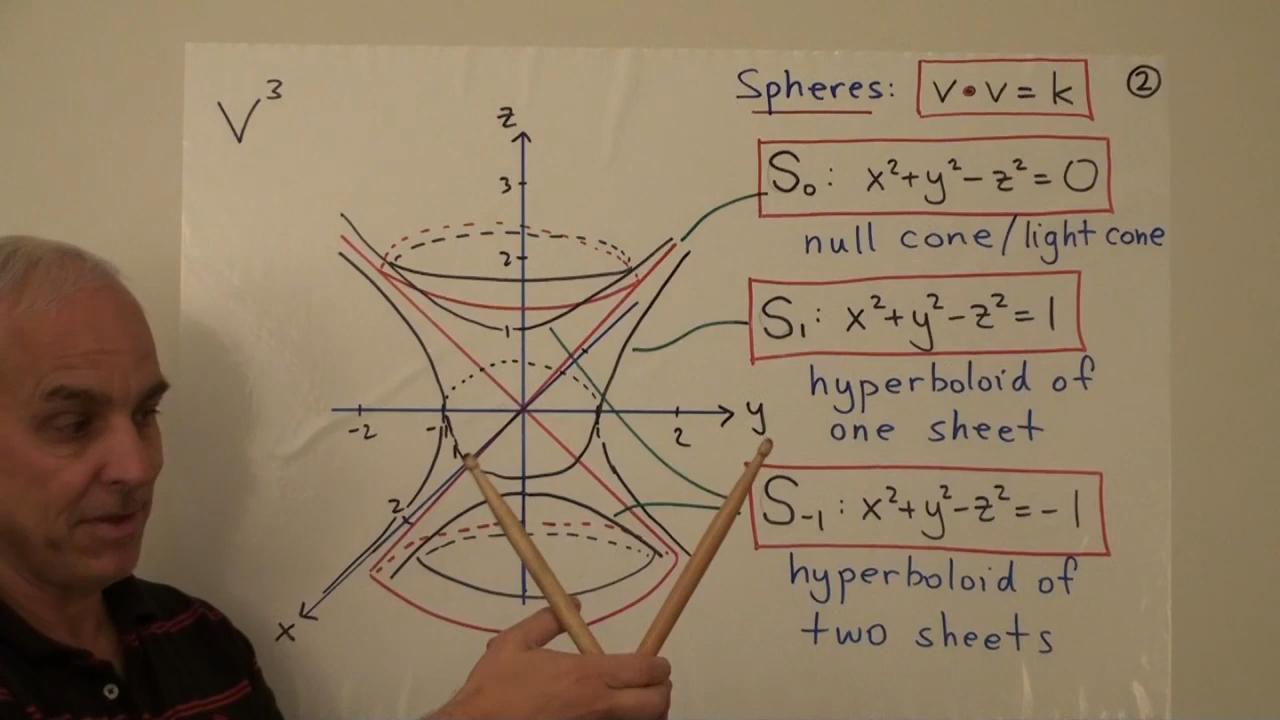 V³
Spheres: v•v = k
②
S₀: x²+y²−z² = 0
null cone/light cone
S₁: x²+y²−z² = 1
hyperboloid of
one sheet
S₋₁: x²+y²−z² = −1
hyperboloid of
two sheets
z
3
2
1
-2
-1
2
y
1
2
x